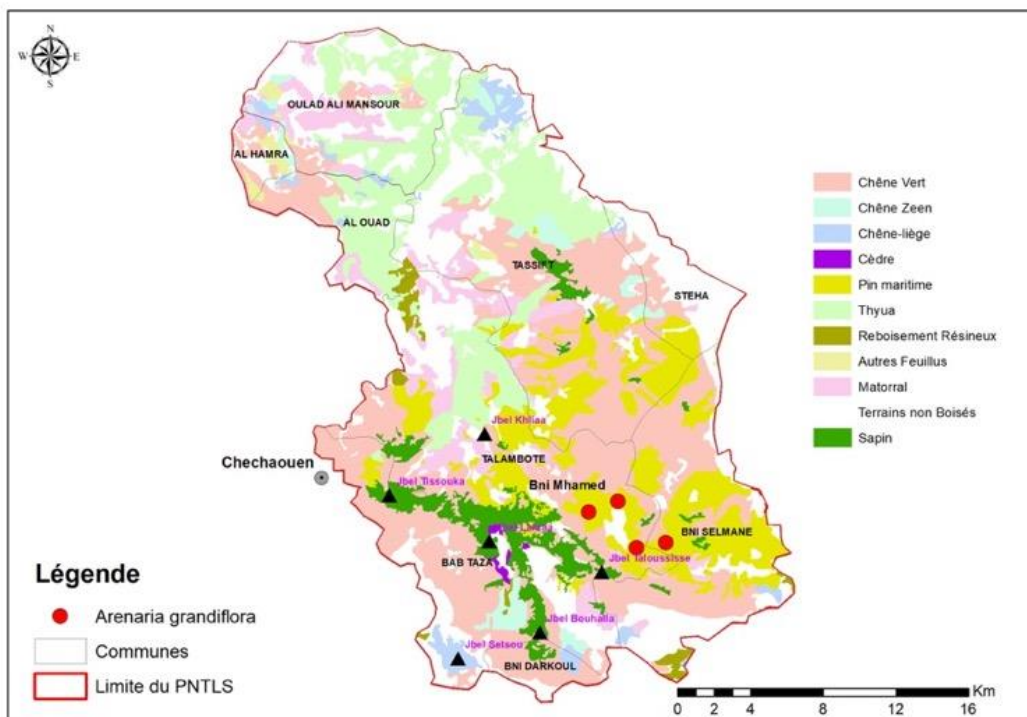 N
W E
S
OULAD ALI MANSOUR
AL HAMRA
AL OUAD
TASSIFT
STEHA
Chêne Vert
Chêne Zeen
Chêne-liège
Cèdre
Pin maritime
Thyua
Reboisement Résineux
Autres Feuillus
Matorral
Terrains non Boisés
Sapin
Jbel Khliaa
TALAMBOTE
Chechaouen
Jbel Tissouka
Bni Mhamed
BNI SELMANE
BAB TAZA
Jbel Taloussisse
Jbel Bouhalla
Jbel Setsou
BNI DARKOUL
Légende
Arenaria grandiflora
Communes
Limite du PNTLS
Km
0 2 4 8 12 16